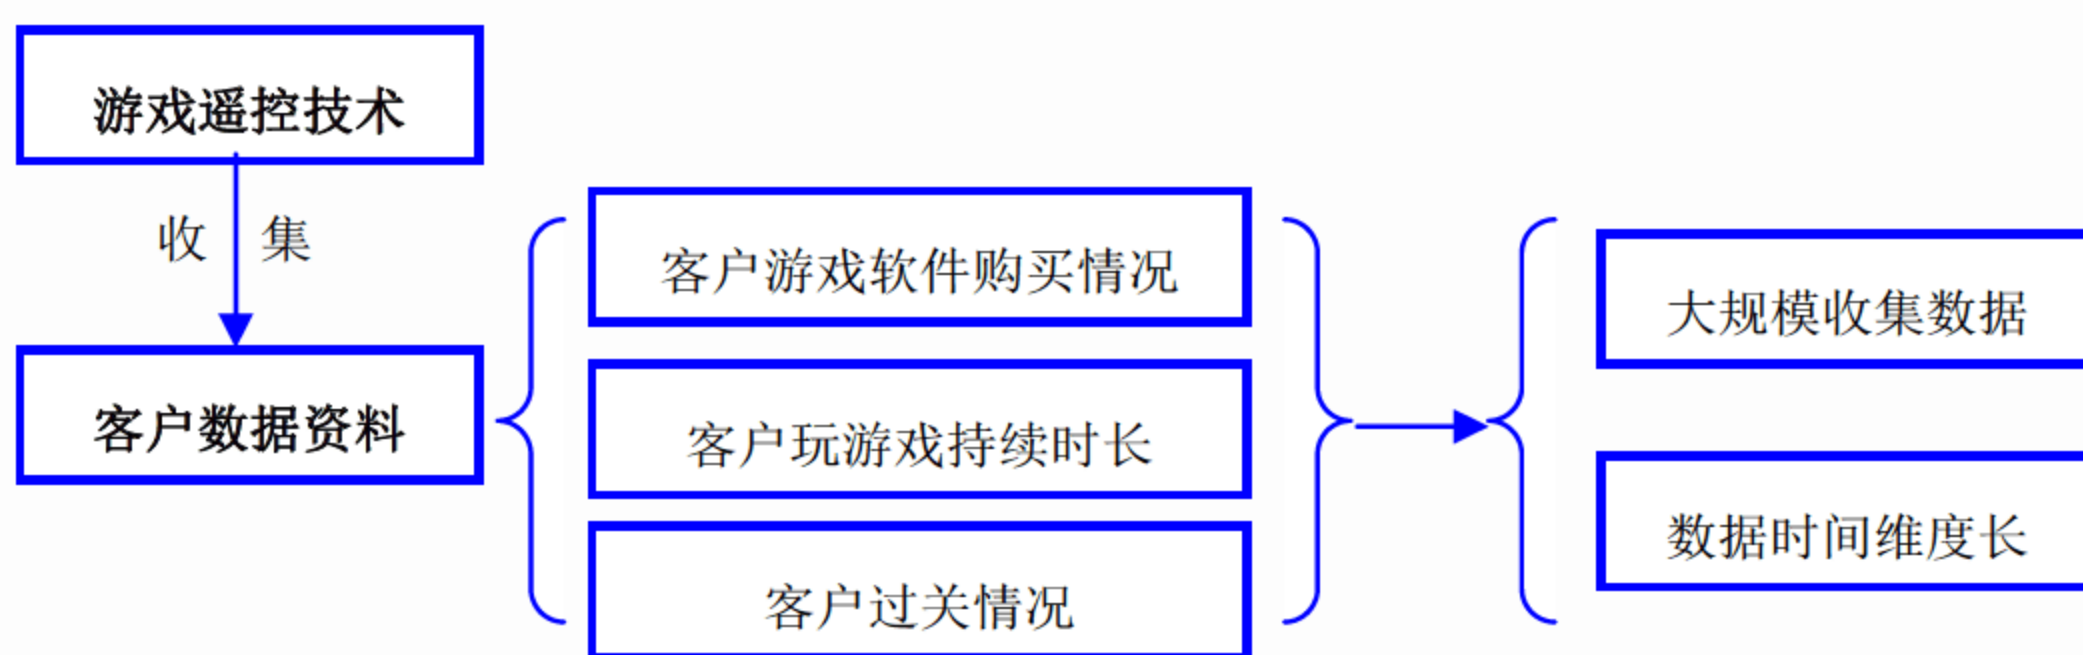 游戏遥控技术
收 集
客户数据资料
客户游戏软件购买情况
客户玩游戏持续时长
客户过关情况
大规模收集数据
数据时间维度长